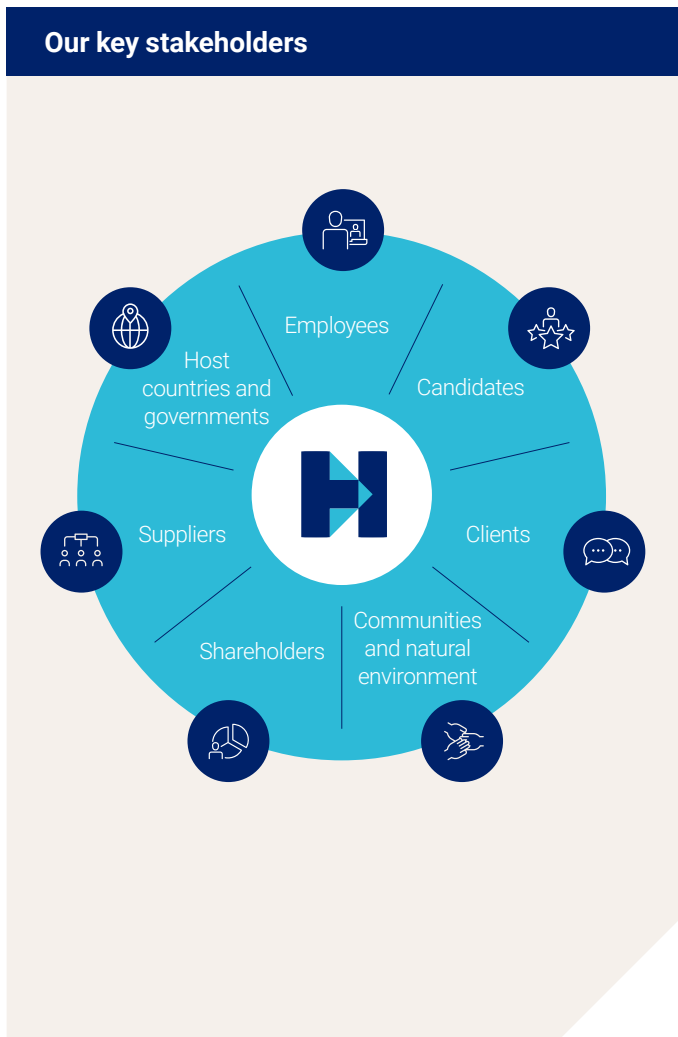 Our key stakeholders
Employees
Candidates
Clients
Communities
and natural
environment
Shareholders
Suppliers
Host
countries and
governments